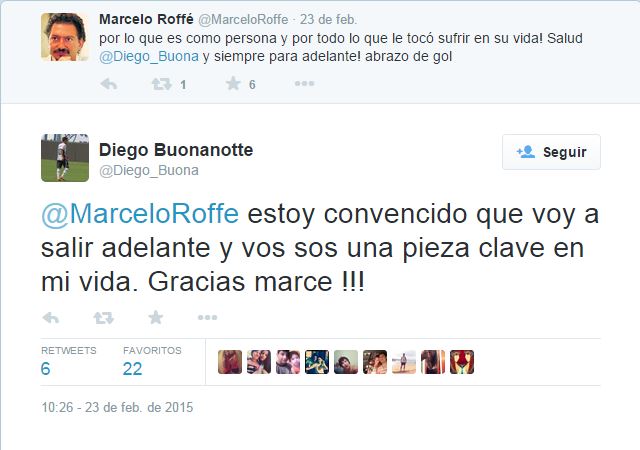 Marcelo Roffé @MarceloRoffe · 23 de feb.
por lo que es como persona y por todo lo que le tocó sufrir en su vida! Salud
@Diego_Buona y siempre para adelante! abrazo de gol
1 6
Diego Buonanotte
@Diego_Buona
Seguir
@MarceloRoffe estoy convencido que voy a
salir adelante y vos sos una pieza clave en
mi vida. Gracias marce !!!
RETWEETS FAVORITOS
6 22
10:26 - 23 de feb. de 2015